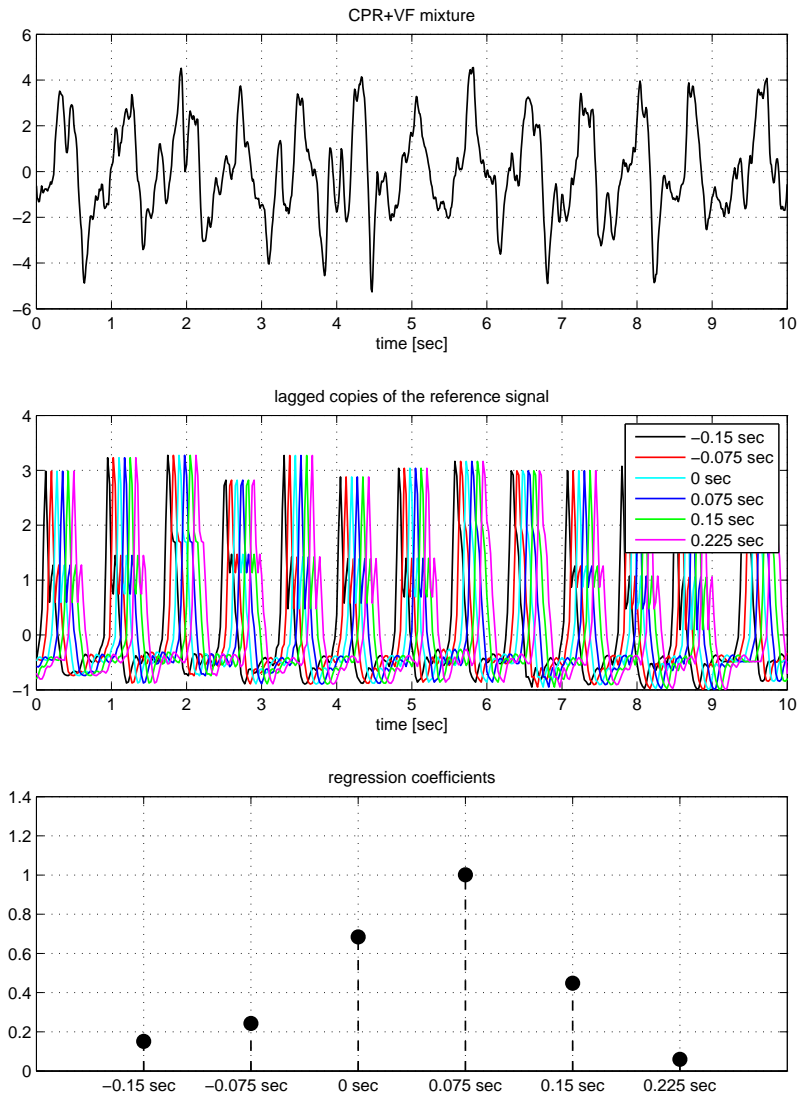 CPR+VF mixture
6
4
2
0
−2
−4
−6
0 1 2 3 4 5 6 7 8 9 10
time [sec]
lagged copies of the reference signal
4
3
2
1
0
−1
−0.15 sec
−0.075 sec
0 sec
0.075 sec
0.15 sec
0.225 sec
0 1 2 3 4 5 6 7 8 9 10
time [sec]
regression coefficients
1.4
1.2
1
0.8
0.6
0.4
0.2
0
−0.15 sec −0.075 sec 0 sec 0.075 sec 0.15 sec 0.225 sec